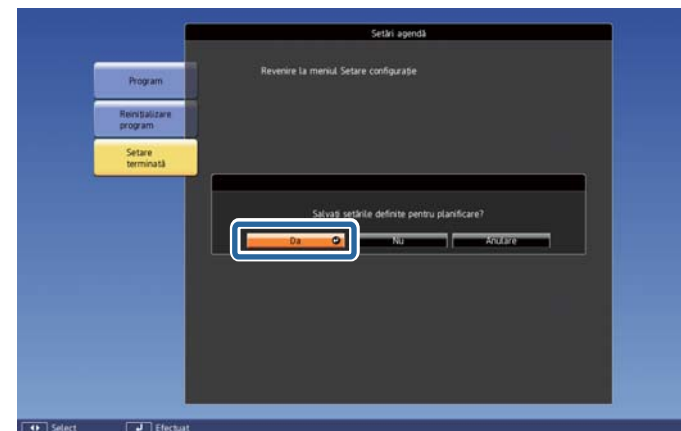 Setări agendă
Revenire la meniul Setare configurație
Program
Reinițializare
program
Setare
terminată
Salvați setările definite pentru planificare?
Da
Nu
Anulare
Select
Efectuat